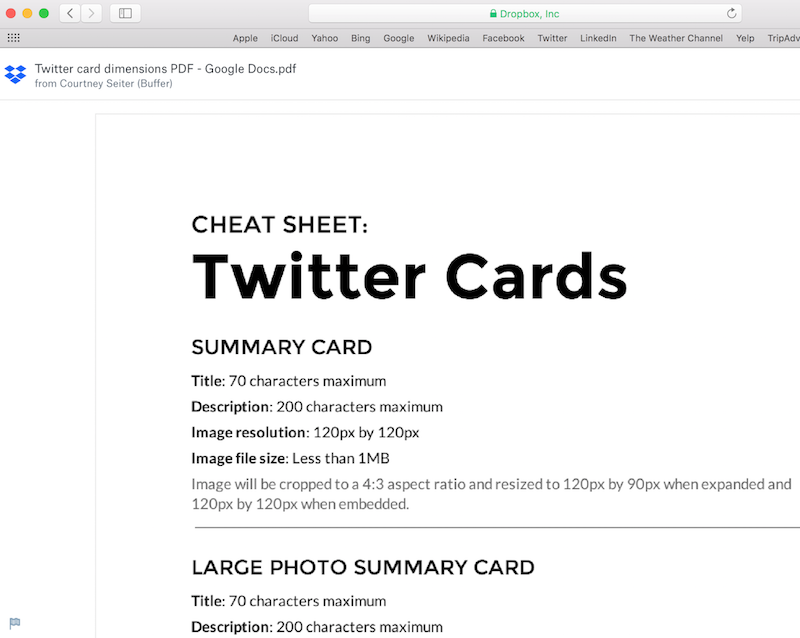 Dropbox, Inc
Apple iCloud Yahoo Bing Google Wikipedia Facebook Twitter LinkedIn The Weather Channel Yelp TripAdv
Twitter card dimensions PDF - Google Docs.pdf
from Courtney Seiter (Buffer)
CHEAT SHEET:
Twitter Cards
SUMMARY CARD
Title: 70 characters maximum
Description: 200 characters maximum
Image resolution: 120px by 120px
Image file size: Less than 1MB
Image will be cropped to a 4:3 aspect ratio and resized to 120px by 90px when expanded and
120px by 120px when embedded.
LARGE PHOTO SUMMARY CARD
Title: 70 characters maximum
Description: 200 characters maximum